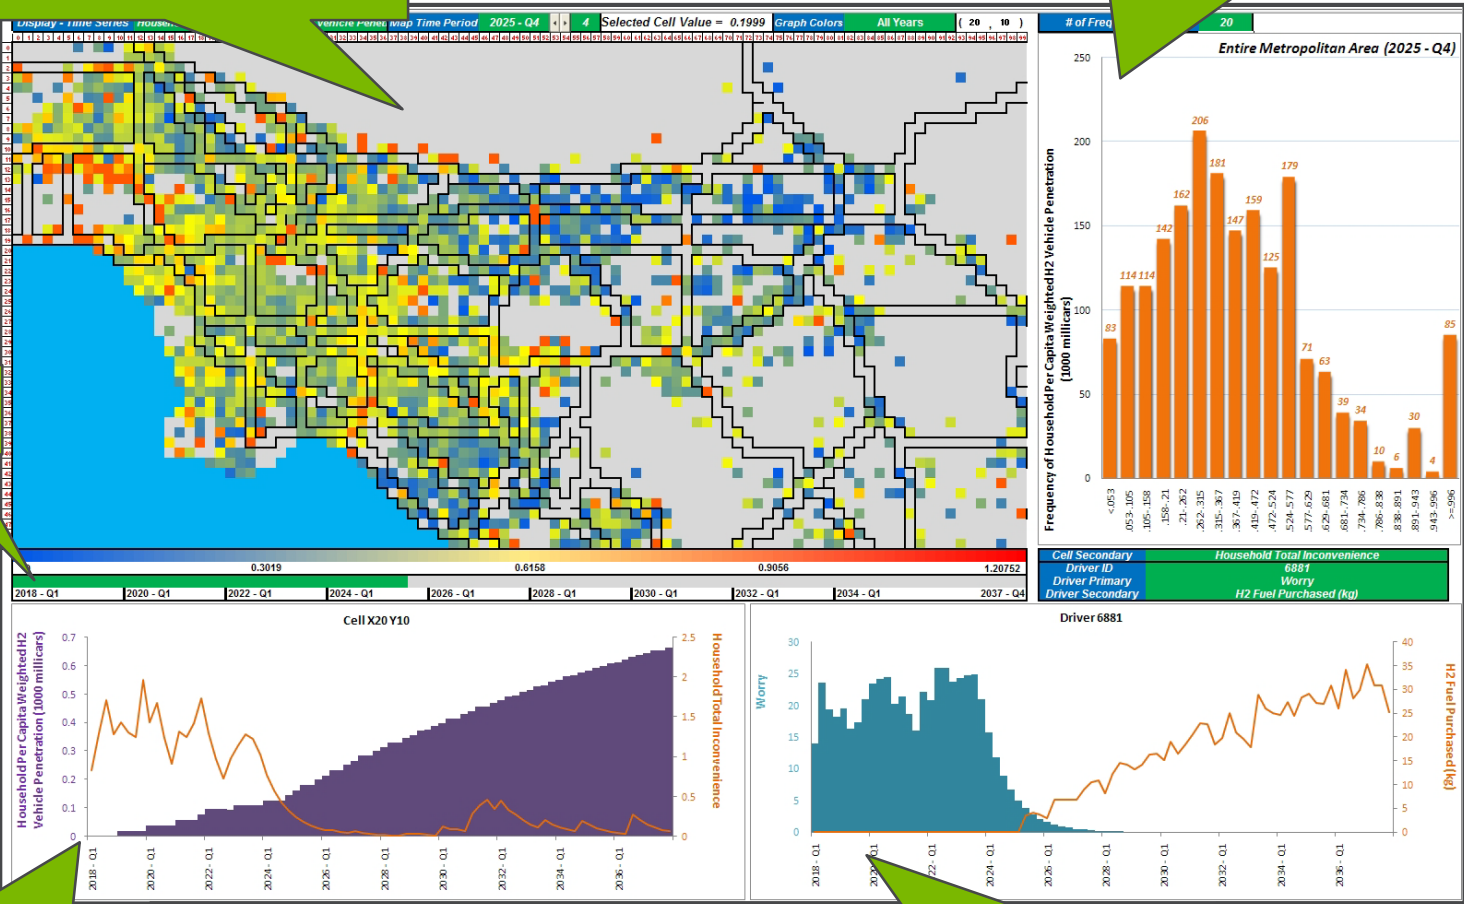 Display - Time Series
Map Time Period
2025 - Q4
4
Selected Cell Value = 0.1999
Graph Colors
All Years
( 20 , 10 )
20
Entire Metropolitan Area (2025 - Q4)
Frequency of Household Per Capita Weighted H2 Vehicle Penetration
(1000 millicars)
250
200
150
100
50
0
83
114
114
142
162
206
181
147
159
125
179
71
63
39
34
10
6
30
4
85
<.053
.053-.105
.105-.158
.158-.21
.21-.262
.262-.315
.315-.367
.367-.419
.419-.472
.472-.524
.524-.577
.577-.629
.629-.681
.681-.734
.734-.786
.786-.838
.838-.891
.891-.943
.943-.996
>=.996
0.3019
0.6158
0.9056
1.20752
2018 - Q1
2020 - Q1
2022 - Q1
2024 - Q1
2026 - Q1
2028 - Q1
2030 - Q1
2032 - Q1
2034 - Q1
2037 - Q4
Cell Secondary Household Total Inconvenience
Driver ID 6881
Driver Primary Worry
Driver Secondary H2 Fuel Purchased (kg)
Cell X20 Y10
Household Per Capita Weighted H2
Vehicle Penetration (1000 millicars)
0.7
0.6
0.5
0.4
0.3
0.2
0.1
0
2.5
2
1.5
1
0.5
0
Household Total Inconvenience
2018 - Q1
2020 - Q1
2022 - Q1
2024 - Q1
2026 - Q1
2028 - Q1
2030 - Q1
2032 - Q1
2034 - Q1
2036 - Q1
Driver 6881
Worry
30
25
20
15
10
5
0
40
35
30
25
20
15
10
5
0
H2 Fuel Purchased (kg)
2018 - Q1
2022 - Q1
2024 - Q1
2026 - Q1
2028 - Q1
2030 - Q1
2032 - Q1
2034 - Q1
2036 - Q1